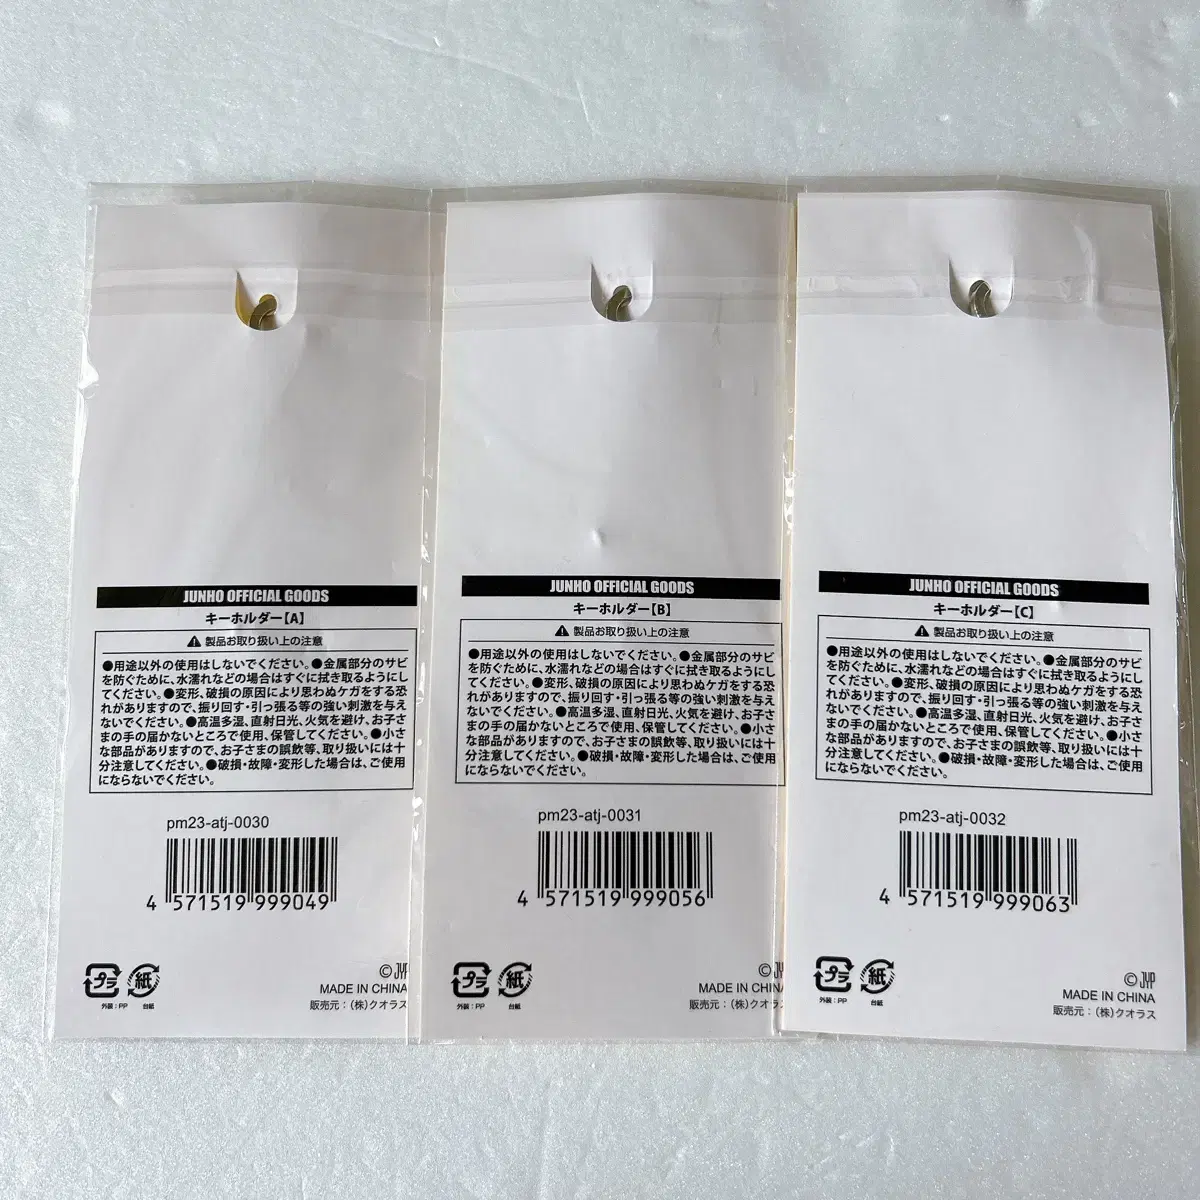 JUNHO OFFICIAL GOODS
キーホルダー【A】
製品お取り扱い上の注意
●用途以外の使用はしないでください。●金属部分のサビ
を防ぐために、水濡れなどの場合はすぐに拭き取るようにし
てください。●変形、破損の原因により思わぬケガをする恐
れがありますので、振り回す・引っ張る等の強い刺激を与え
ないでください。●高温多湿、直射日光、火気を避け、お子さ
まの手の届かないところで使用、保管してください。●小さ
な部品がありますので、お子さまの誤飲等、取り扱いには十
分注意してください。●破損・故障・変形した場合は、ご使用
にならないでください。
pm23-atj-0030
4 571519 999049
プラ
外装：PP
紙
台紙
© JYP
MADE IN CHINA
販売元：(株)クオラス
JUNHO OFFICIAL GOODS
キーホルダー【B】
製品お取り扱い上の注意
●用途以外の使用はしないでください。●金属部分のサビ
を防ぐために、水濡れなどの場合はすぐに拭き取るようにし
てください。●変形、破損の原因により思わぬケガをする恐
れがありますので、振り回す・引っ張る等の強い刺激を与え
ないでください。●高温多湿、直射日光、火気を避け、お子さ
まの手の届かないところで使用、保管してください。●小さ
な部品がありますので、お子さまの誤飲等、取り扱いには十
分注意してください。●破損・故障・変形した場合は、ご使用
にならないでください。
pm23-atj-0031
4 571519 999056
プラ
外装：PP
紙
台紙
© JY
MADE IN CHIN
販売元：(株)クオラ
JUNHO OFFICIAL GOODS
キーホルダー【C】
製品お取り扱い上の注意
●用途以外の使用はしないでください。●金属部分のサビ
を防ぐために、水濡れなどの場合はすぐに拭き取るようにし
てください。●変形、破損の原因により思わぬケガをする恐
れがありますので、振り回す・引っ張る等の強い刺激を与え
ないでください。●高温多湿、直射日光、火気を避け、お子さ
まの手の届かないところで使用、保管してください。●小さ
な部品がありますので、お子さまの誤飲等、取り扱いには十
分注意してください。●破損・故障・変形した場合は、ご使用
にならないでください。
pm23-atj-0032
4 571519 999063
プラ
外装：PP
紙
台紙
© JYP
MADE IN CHINA
販売元：(株)クオラス